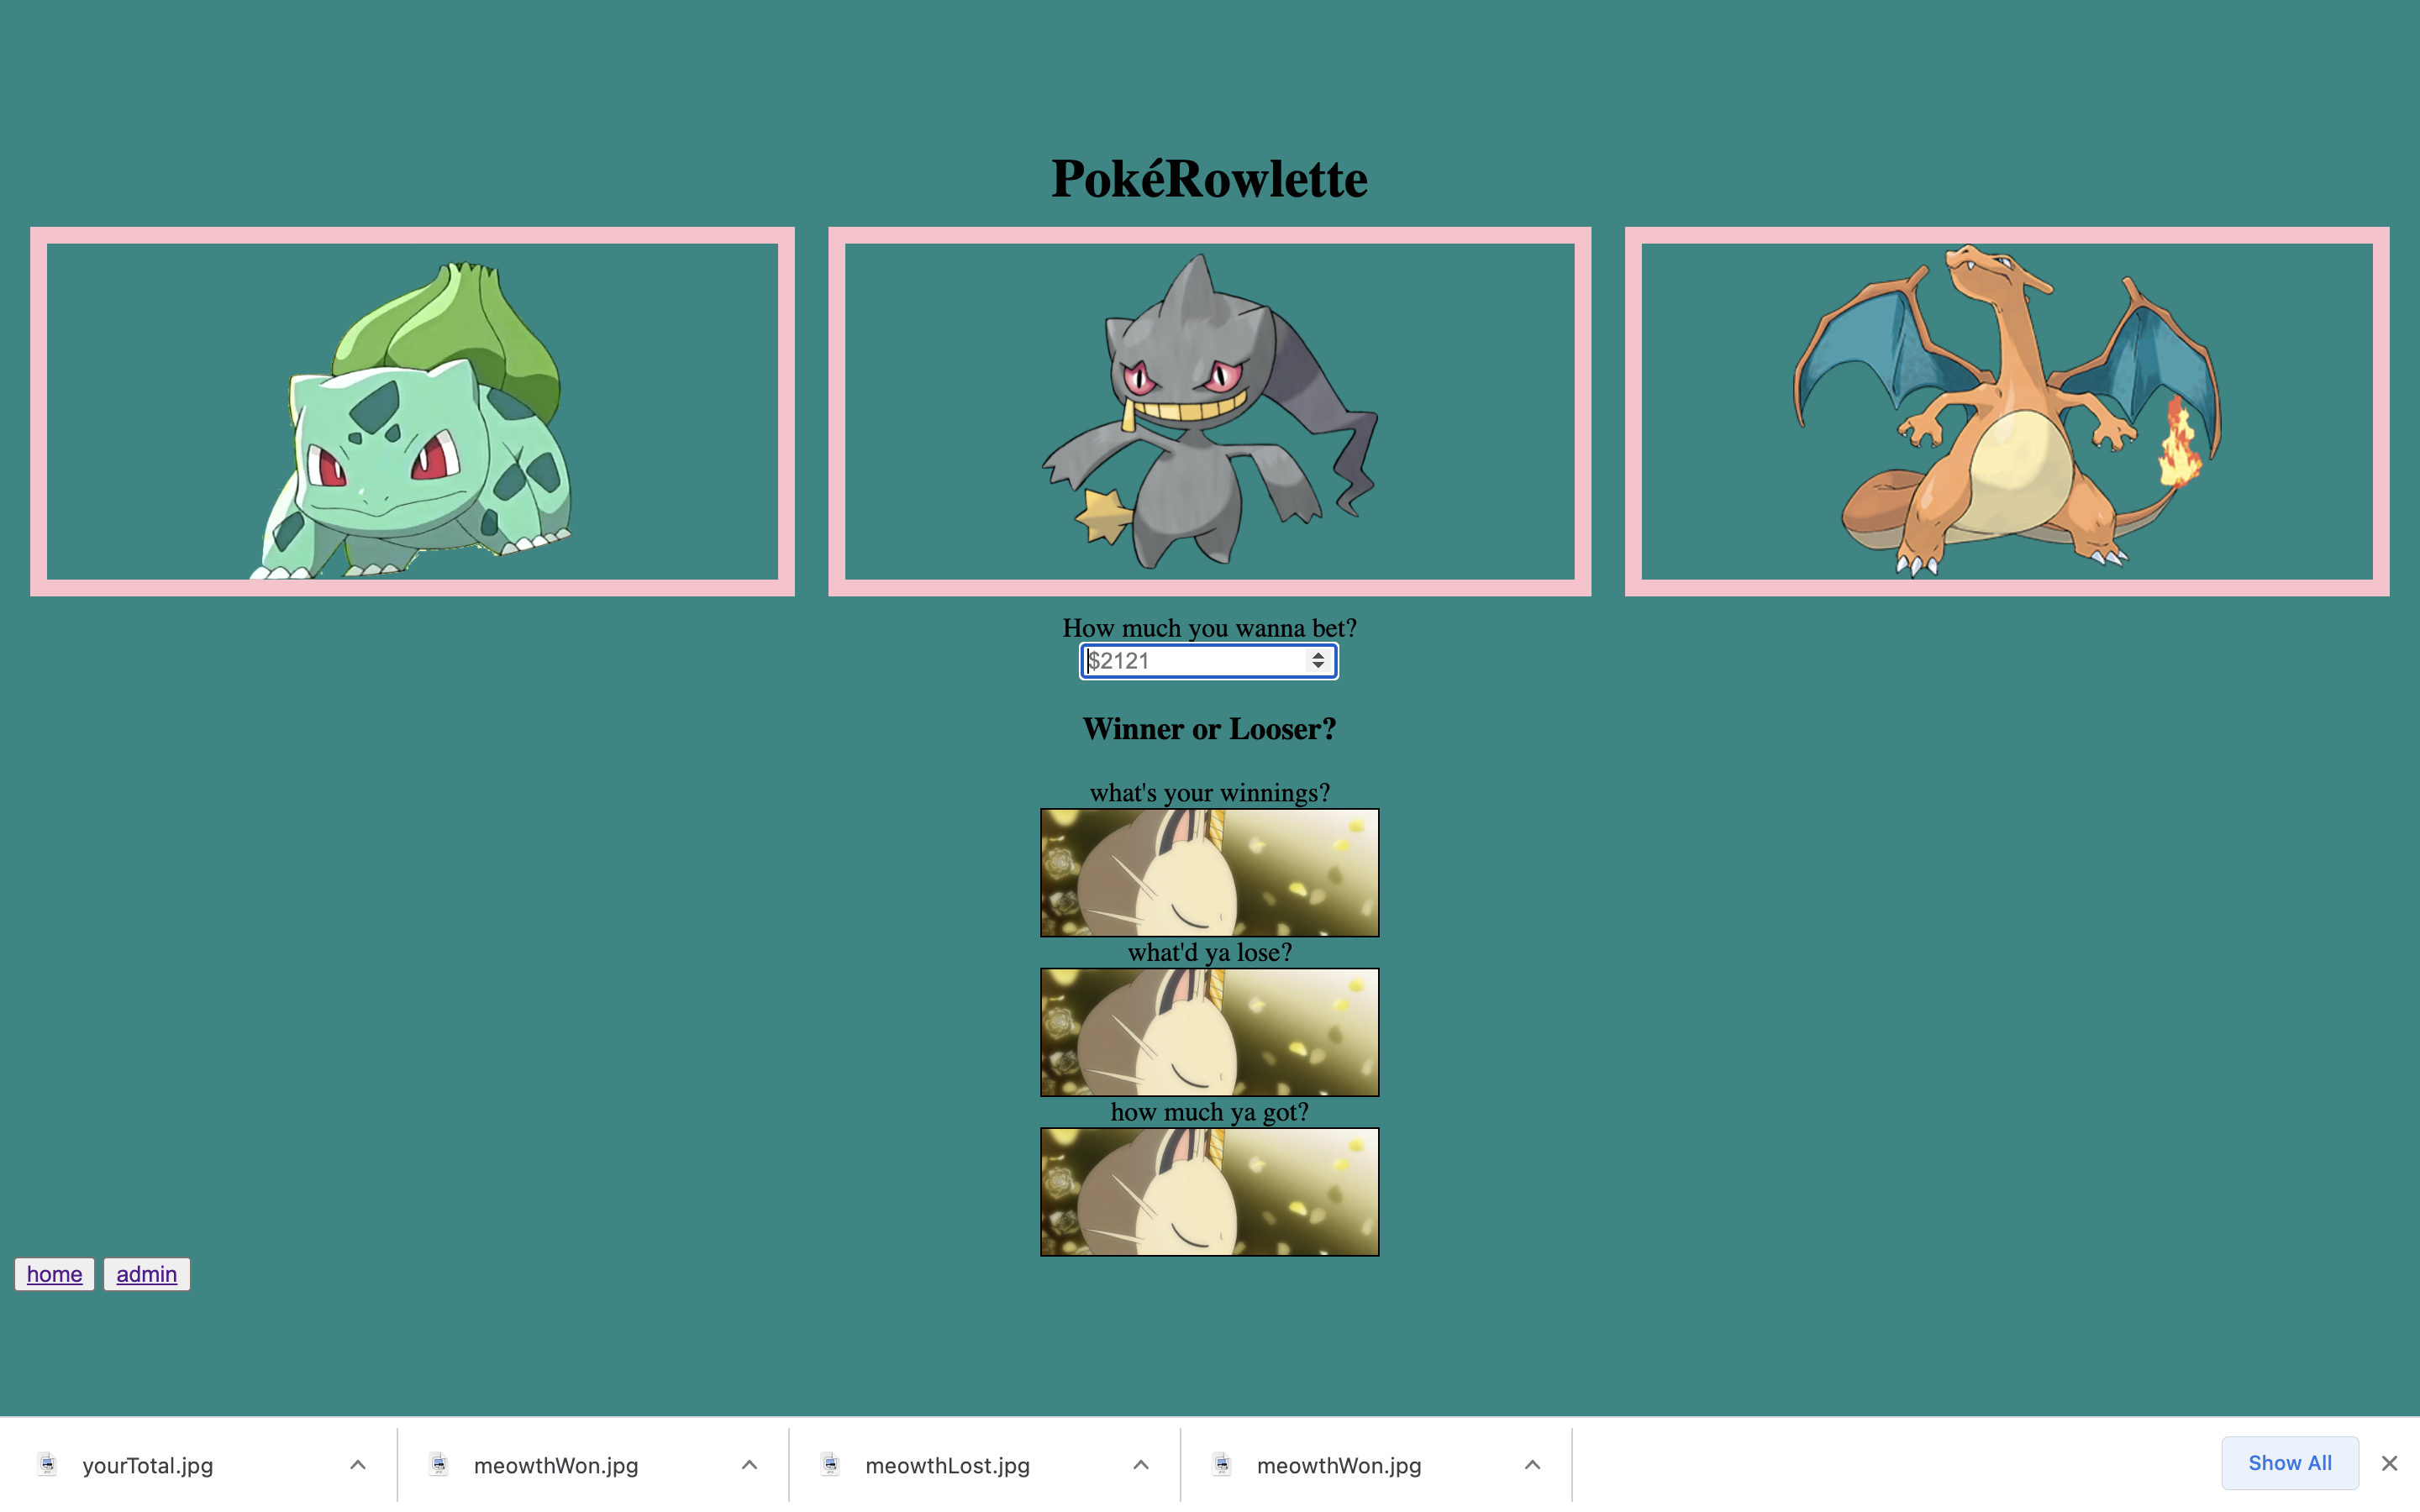 PokéRowlette
How much you wanna bet?
$2121
Winner or Looser?
what's your winnings?
what'd ya lose?
how much ya got?
home admin
yourTotal.jpg meowthWon.jpg meowthLost.jpg meowthWon.jpg Show All